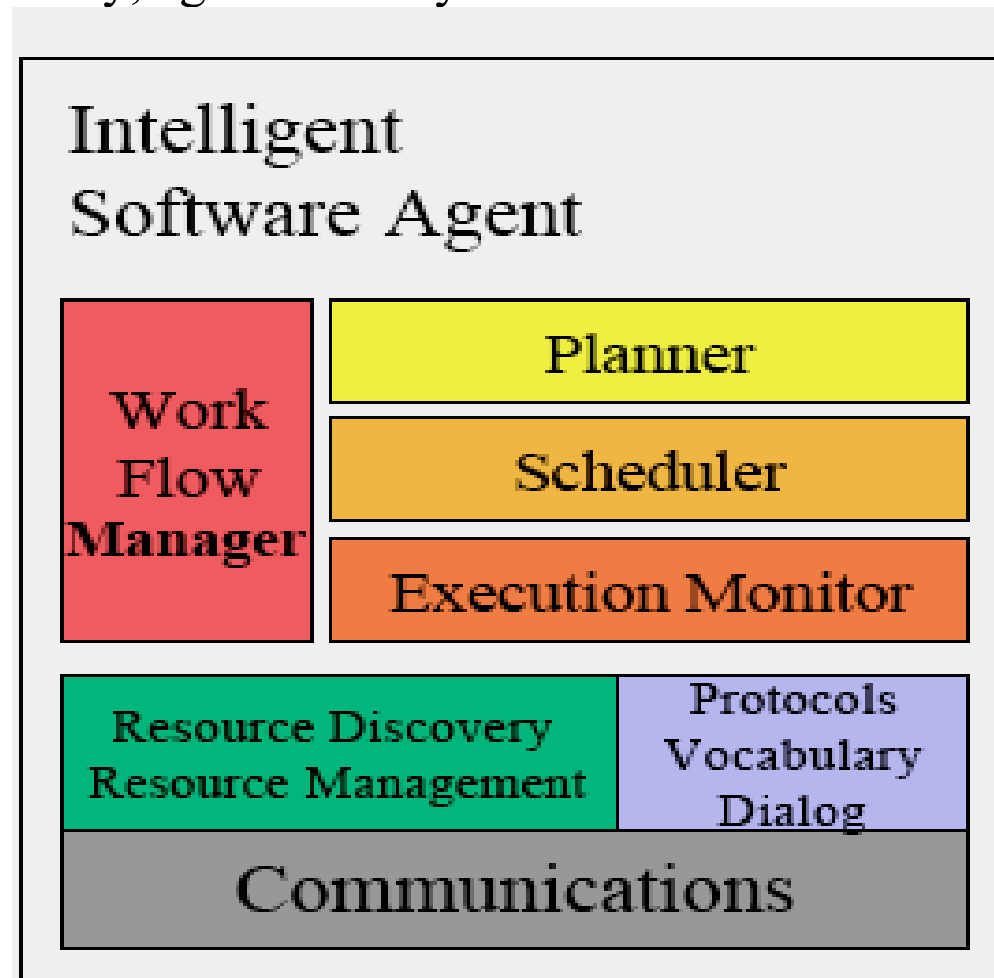 Intelligent
Software Agent
Work
Flow
Manager
Planner
Scheduler
Execution Monitor
Resource Discovery
Resource Management
Protocols
Vocabulary
Dialog
Communications